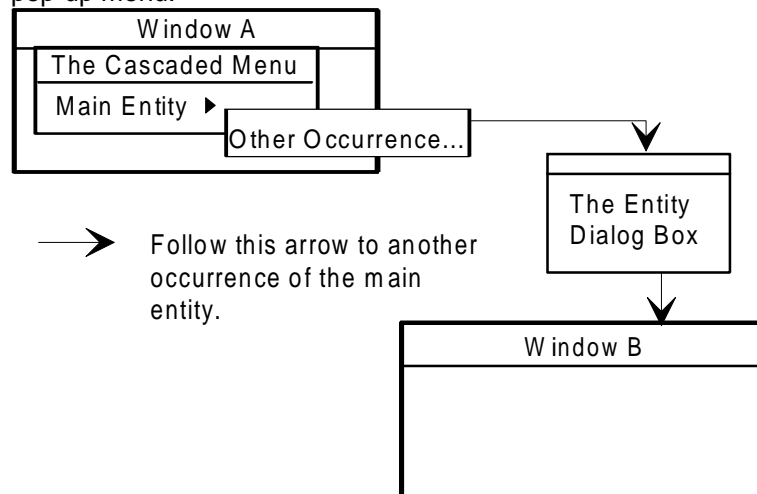 pop-up menu.
Window A
The Cascaded Menu
Main Entity
Other Occurrence...
The Entity
Dialog Box
Follow this arrow to another
occurrence of the main
entity.
Window B